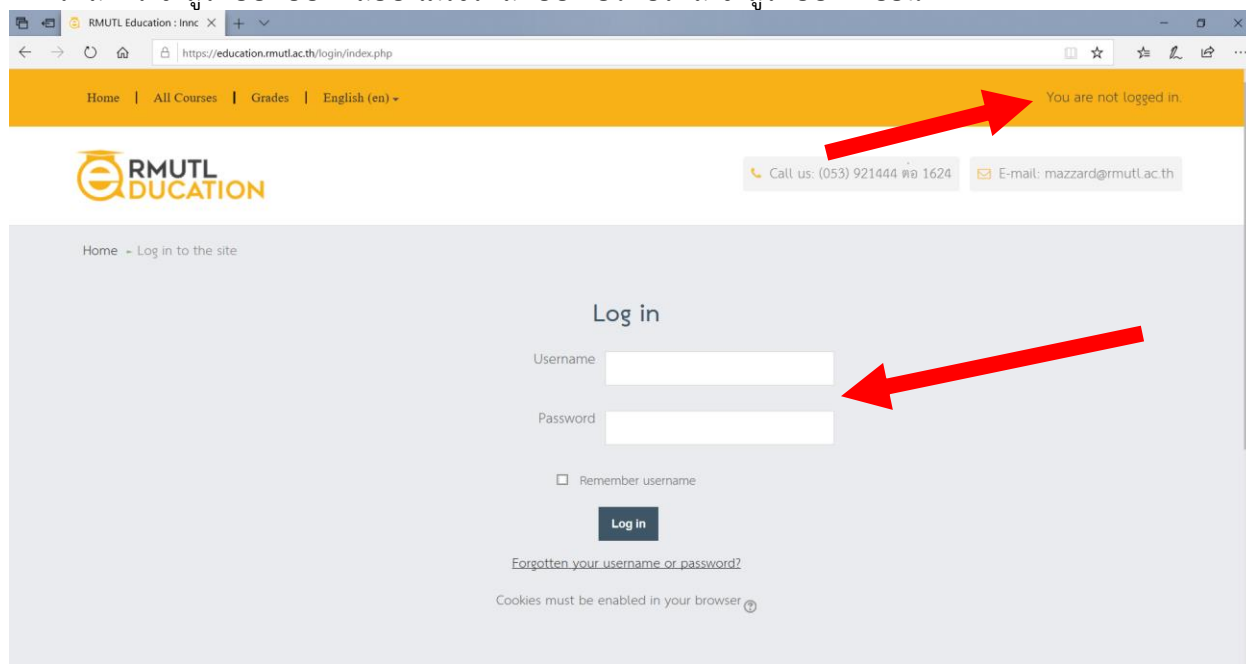 RMUTL Education : Innc
https://education.rmutl.ac.th/login/index.php
Home | All Courses | Grades | English (en)
You are not logged in.
RMUTL
eDUCATION
Call us: (053) 921444 ต่อ 1624
E-mail: mazzard@rmutl.ac.th
Home - Log in to the site
Log in
Username
Password
Remember username
Log in
Forgotten your username or password?
Cookies must be enabled in your browser